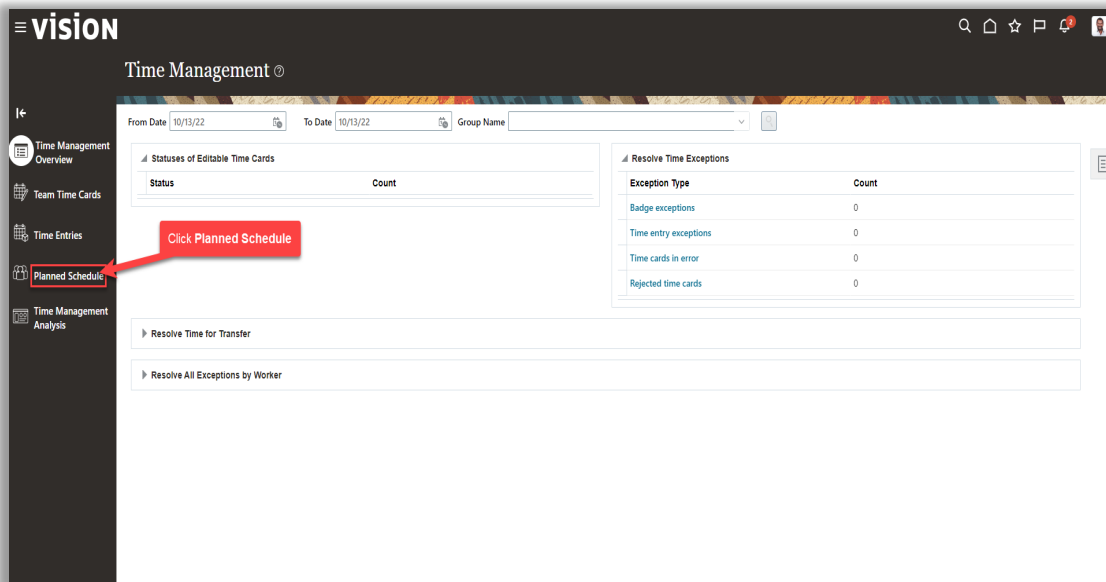 vision
2
Time Management
From Date 10/13/22 To Date 10/13/22 Group Name
Time Management
Overview
Team Time Cards
Time Entries
Planned Schedule
Time Management
Analysis
Statuses of Editable Time Cards
Status Count
Click Planned Schedule
Resolve Time Exceptions
Exception Type Count
Badge exceptions 0
Time entry exceptions 0
Time cards in error 0
Rejected time cards 0
Resolve Time for Transfer
Resolve All Exceptions by Worker